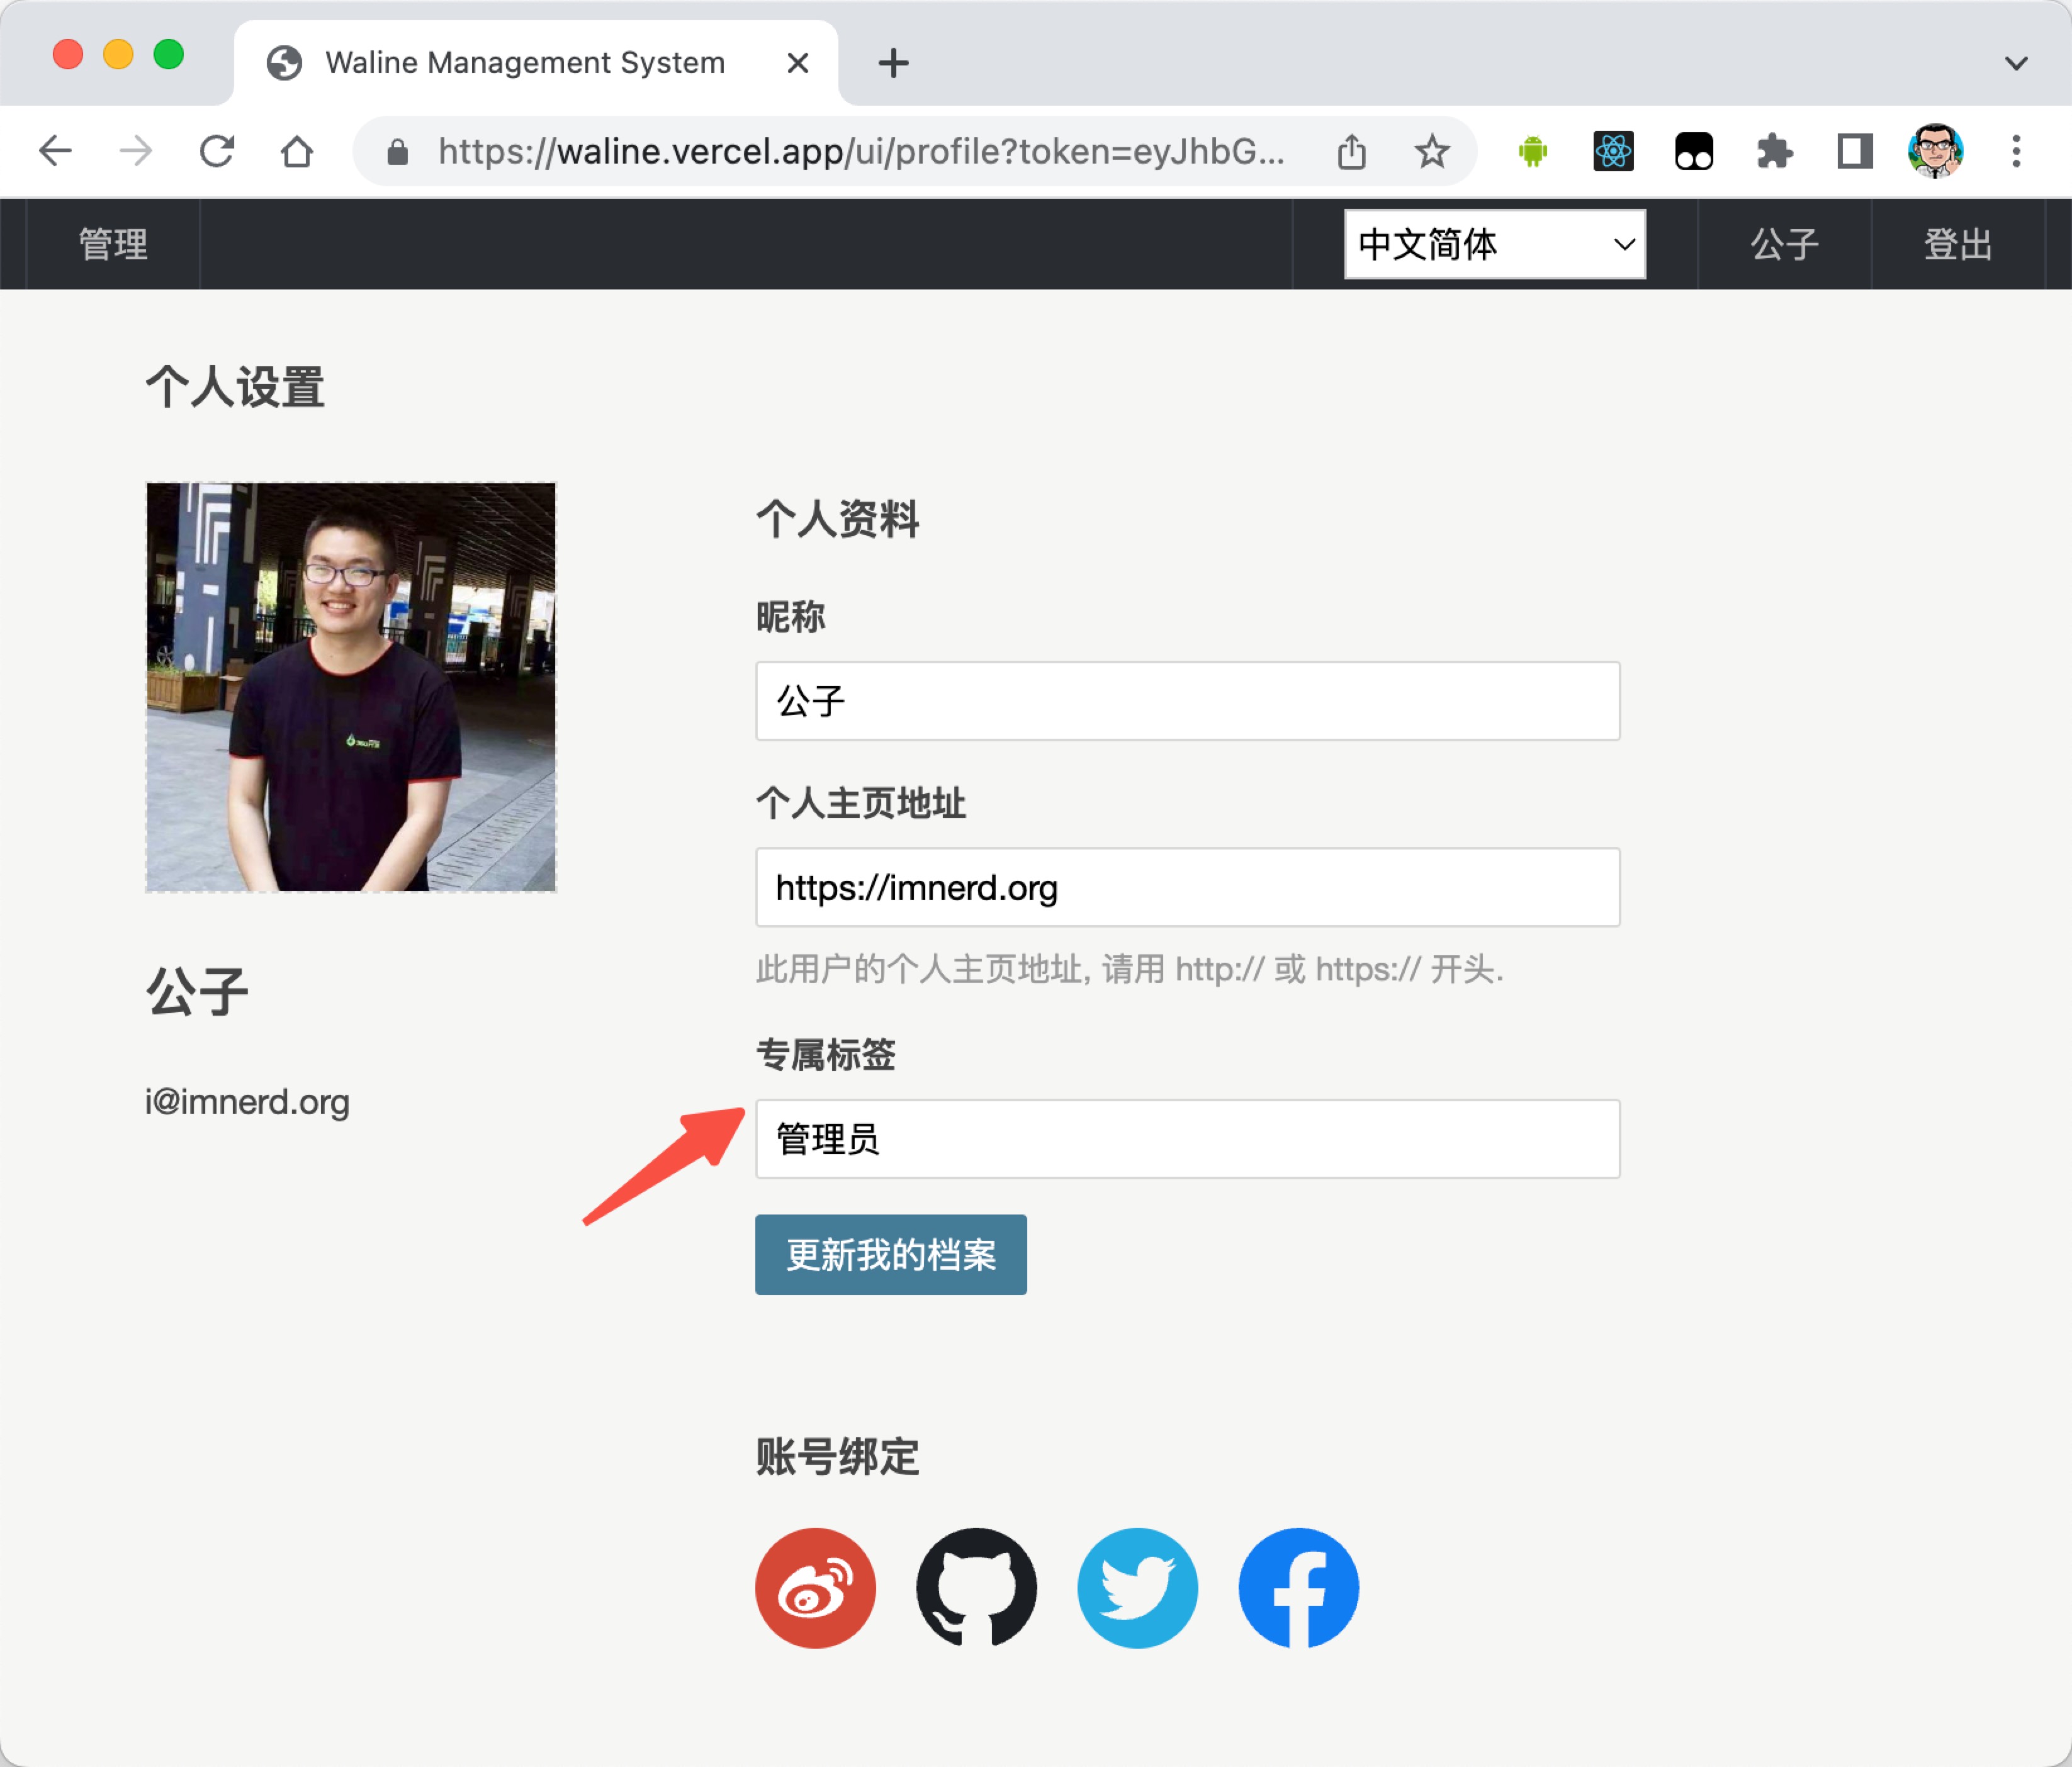 Waline Management System
https://waline.vercel.app/ui/profile?token=eyJhbG...
管理
中文简体
公子
登出
个人设置
个人资料
昵称
公子
个人主页地址
https://imnerd.org
此用户的个人主页地址, 请用 http:// 或 https:// 开头.
公子
i@imnerd.org
专属标签
管理员
更新我的档案
账号绑定